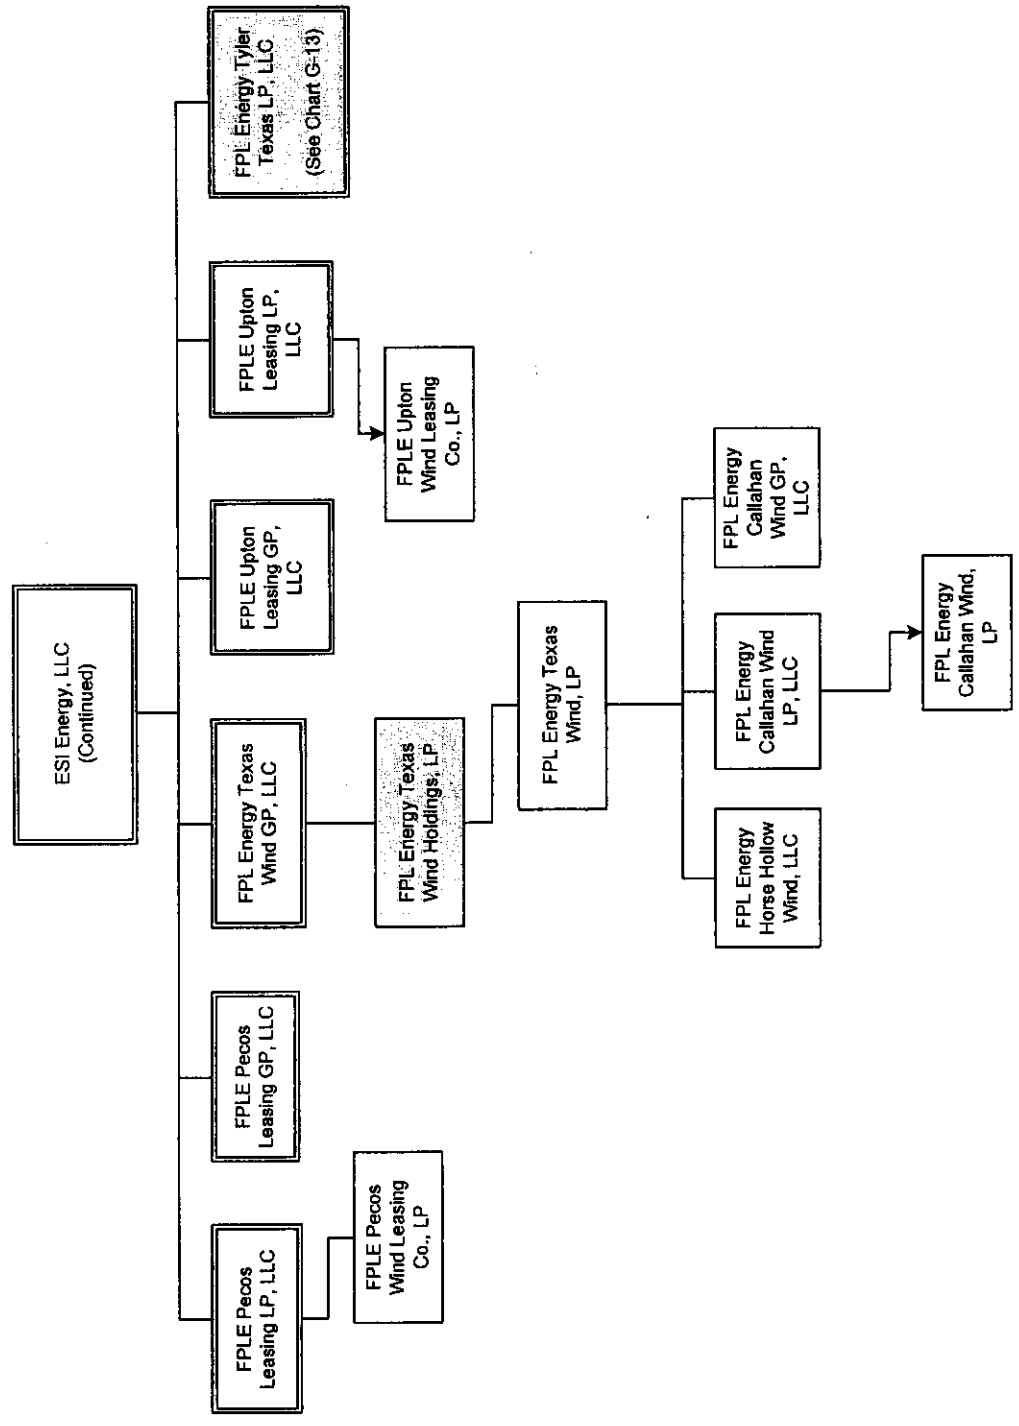 ESI Energy, LLC
(Continued)
FPLE Pecos
Leasing LP, LLC
FPLE Pecos
Leasing GP, LLC
FPL Energy Texas
Wind GP, LLC
FPLE Upton
Leasing GP,
LLC
FPLE Upton
Leasing LP,
LLC
FPL Energy Tyler
Texas LP, LLC
(See Chart G-13)
FPLE Pecos
Wind Leasing
Co., LP
FPL Energy Texas
Wind Holdings, LP
FPLE Upton
Wind Leasing
Co., LP
FPL Energy Texas
Wind, LP
FPL Energy
Horse Hollow
Wind, LLC
FPL Energy
Callahan Wind
LP, LLC
FPL Energy
Callahan
Wind GP,
LLC
FPL Energy
Callahan Wind,
LP